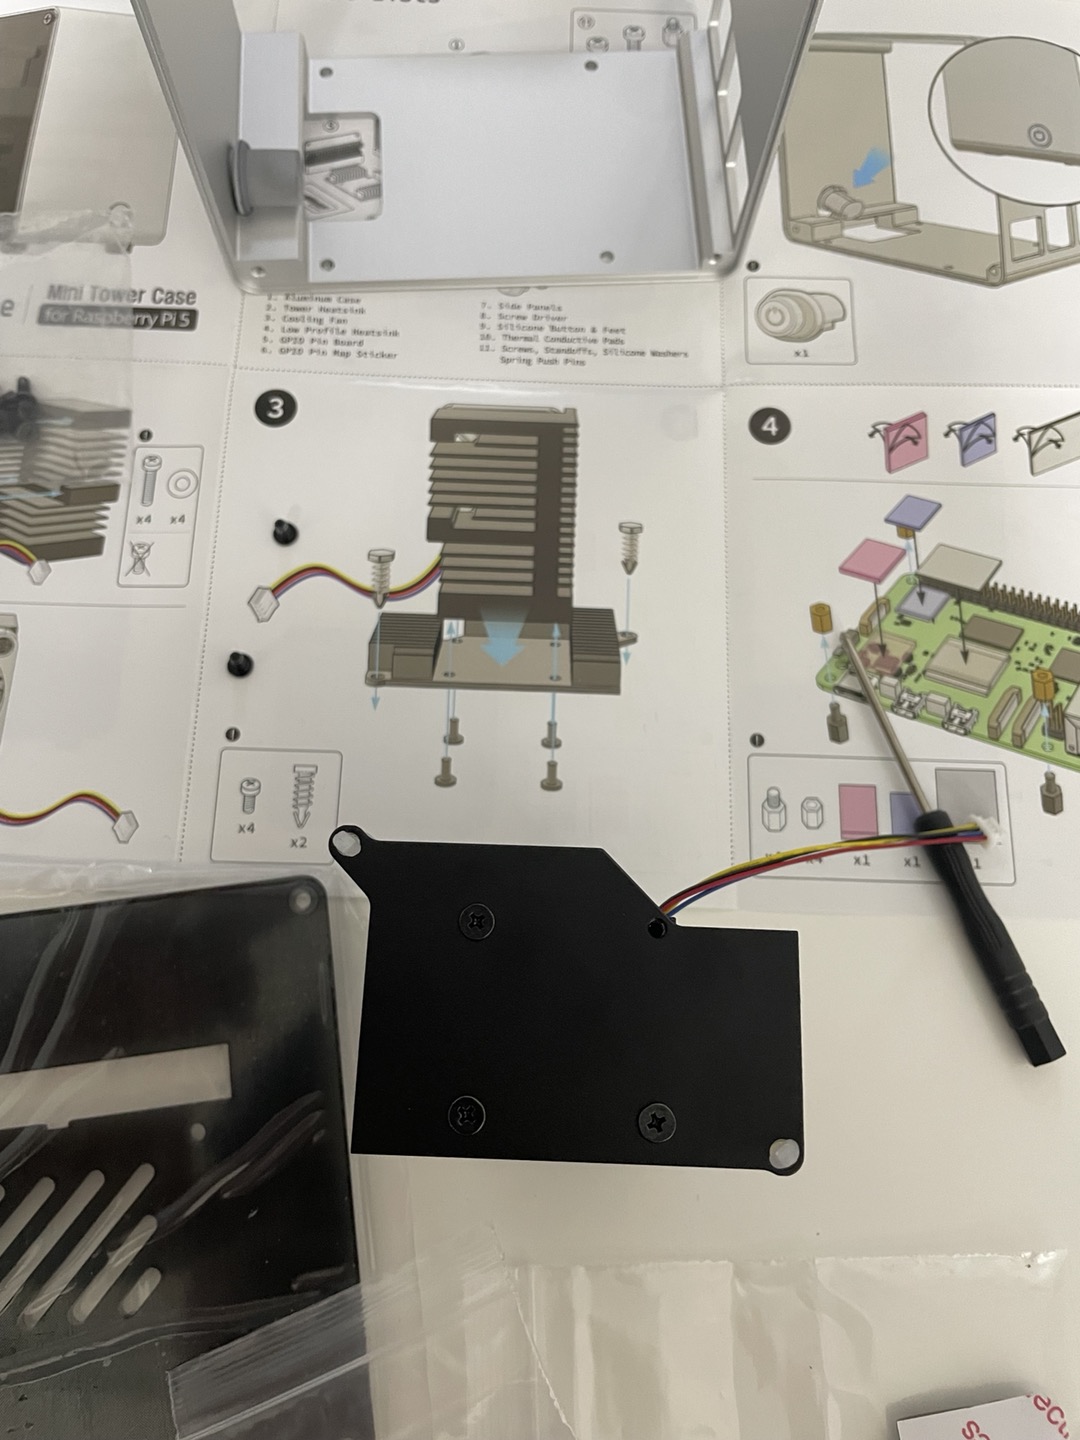 e
Mini Tower Case
for Raspberry Pi 5
1. Aluminum Case
2. Tower Heatsink
3. Cooling Fan
4. Low Profile Heatsink
5. GPIO Pin Board
6. GPIO Pin Map Sticker
7. Side Panels
8. Screw Driver
9. Silicone Button & Feet
10. Thermal Conductive Pads
11. Screws, Standoffs, Silicone Washers
Spring Push Pins
x1
3
4
x4
x4
x4
x2
x4
x1
x1
1